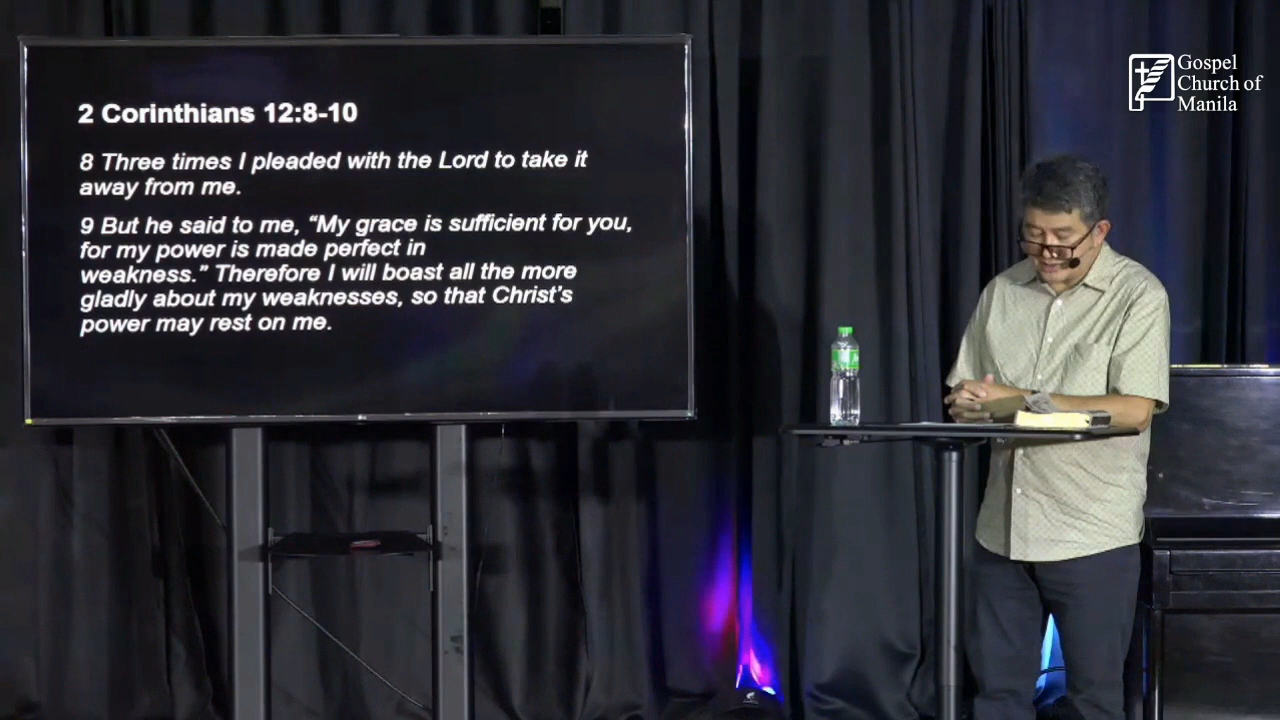 2 Corinthians 12:8-10
8 Three times I pleaded with the Lord to take it
away from me.
9 But he said to me, “My grace is sufficient for you,
for my power is made perfect in
weakness.” Therefore I will boast all the more
gladly about my weaknesses, so that Christ’s
power may rest on me.
Gospel
Church of
Manila